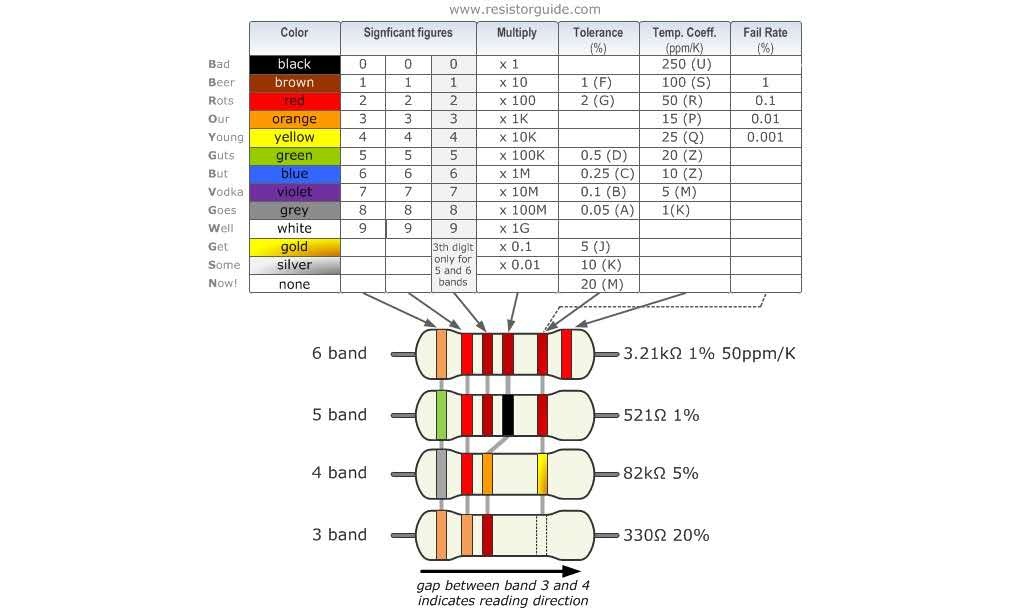 www.resistorguide.com
Color Signficant figures Multiply Tolerance (%) Temp. Coeff. (ppm/K) Fail Rate (%)
Bad black 0 0 0 x 1 250 (U)
Beer brown 1 1 1 x 10 1 (F) 100 (S) 1
Rots red 2 2 2 x 100 2 (G) 50 (R) 0.1
Our orange 3 3 3 x 1K 15 (P) 0.01
Young yellow 4 4 4 x 10K 25 (Q) 0.001
Guts green 5 5 5 x 100K 0.5 (D) 20 (Z)
But blue 6 6 6 x 1M 0.25 (C) 10 (Z)
Vodka violet 7 7 7 x 10M 0.1 (B) 5 (M)
Goes grey 8 8 8 x 100M 0.05 (A) 1(K)
Well white 9 9 9 x 1G
Get gold x 0.1 5 (J)
Some silver x 0.01 10 (K)
Now! none 20 (M)
3th digit
only for
5 and 6
bands
6 band 3.21kΩ 1% 50ppm/K
5 band 521Ω 1%
4 band 82kΩ 5%
3 band 330Ω 20%
gap between band 3 and 4
indicates reading direction